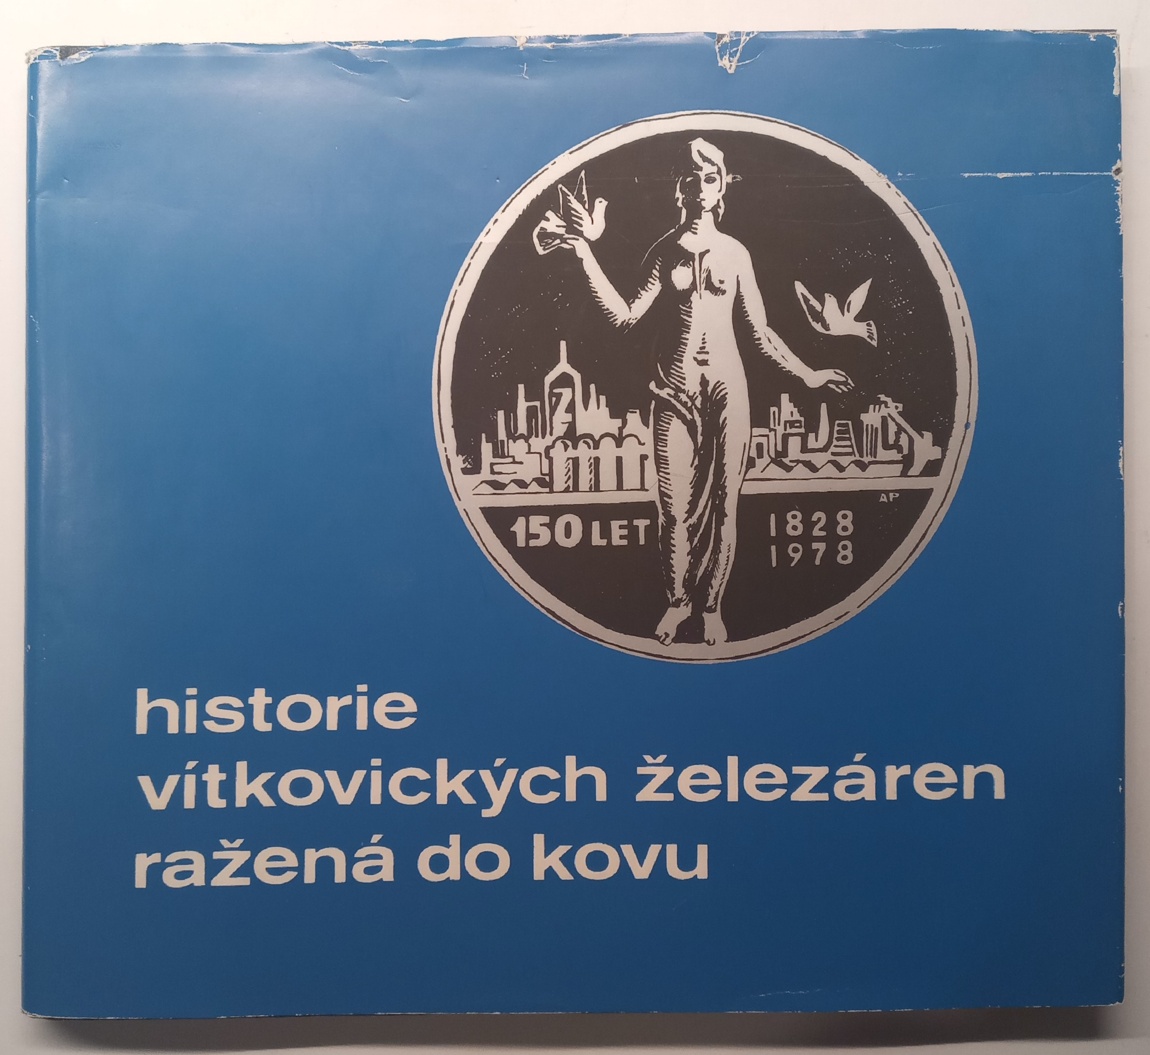 150 LET
1828
1978
AP
historie
vítkovických železáren
ražená do kovu